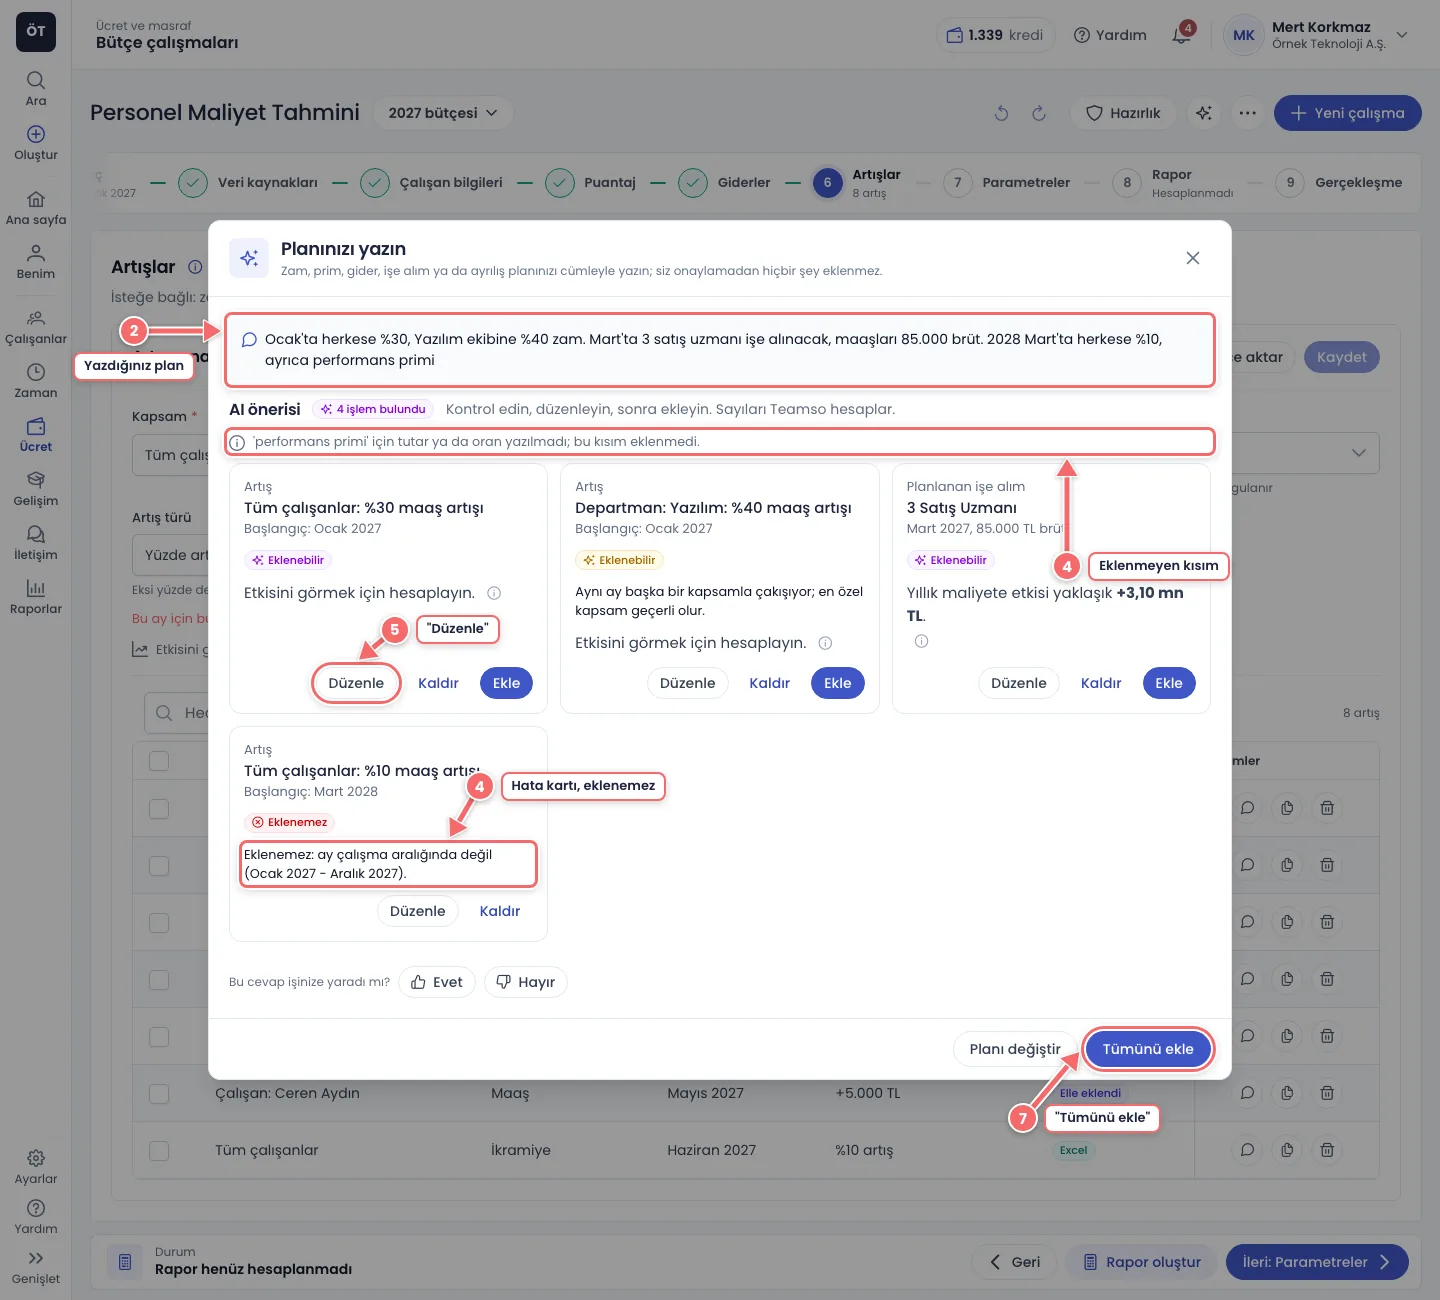 ÖT
Ücret ve masraf
Bütçe çalışmaları
1.339 kredi
Yardım
4
MK
Mert Korkmaz
Örnek Teknoloji A.Ş.
Ara
Oluştur
Ana sayfa
Benim
Çalışanlar
Zaman
Ücret
Gelişim
İletişim
Raporlar
Ayarlar
Yardım
Genişlet
Personel Maliyet Tahmini
2027 bütçesi
Hazırlık
Yeni çalışma
2027
Veri kaynakları
Çalışan bilgileri
Puantaj
Giderler
6
Artışlar
8 artış
7
Parametreler
8
Rapor
Hesaplanmadı
9
Gerçekleşme
Artışlar
İsteğe bağlı:
Kapsam *
Tüm çalış
Artış türü
Yüzde art
Eksi yüzde de
Bu ay için bu
Etkisini g
aktar
Kaydet
8 artış
Planınızı yazın
Zam, prim, gider, işe alım ya da ayrılış planınızı cümleyle yazın; siz onaylamadan hiçbir şey eklenmez.
2
Yazdığınız plan
Ocak'ta herkese %30, Yazılım ekibine %40 zam. Mart'ta 3 satış uzmanı işe alınacak, maaşları 85.000 brüt. 2028 Mart'ta herkese %10,
ayrıca performans primi
AI önerisi
4 işlem bulundu
Kontrol edin, düzenleyin, sonra ekleyin. Sayıları Teamso hesaplar.
'performans primi' için tutar ya da oran yazılmadı; bu kısım eklenmedi.
Artış
Tüm çalışanlar: %30 maaş artışı
Başlangıç: Ocak 2027
Eklenebilir
Etkisini görmek için hesaplayın.
5
"Düzenle"
Düzenle
Kaldır
Ekle
Artış
Departman: Yazılım: %40 maaş artışı
Başlangıç: Ocak 2027
Eklenebilir
Aynı ay başka bir kapsamla çakışıyor; en özel
kapsam geçerli olur.
Etkisini görmek için hesaplayın.
Düzenle
Kaldır
Ekle
Planlanan işe alım
3 Satış Uzmanı
Mart 2027, 85.000 TL brüt
Eklenebilir
4
Eklenmeyen kısım
Yıllık maliyete etkisi yaklaşık +3,10 mn
TL.
Düzenle
Kaldır
Ekle
Artış
Tüm çalışanlar: %10 maaş artışı
Başlangıç: Mart 2028
4
Hata kartı, eklenemez
Eklenemez
Eklenemez: ay çalışma aralığında değil
(Ocak 2027 - Aralık 2027).
Düzenle
Kaldır
Bu cevap işinize yaradı mı?
Evet
Hayır
Planı değiştir
Tümünü ekle
7
"Tümünü ekle"
Çalışan: Ceren Aydın
Maaş
Mayıs 2027
+5.000 TL
Elle eklendi
Tüm çalışanlar
İkramiye
Haziran 2027
%10 artış
Excel
Durum
Rapor henüz hesaplanmadı
Geri
Rapor oluştur
İleri: Parametreler